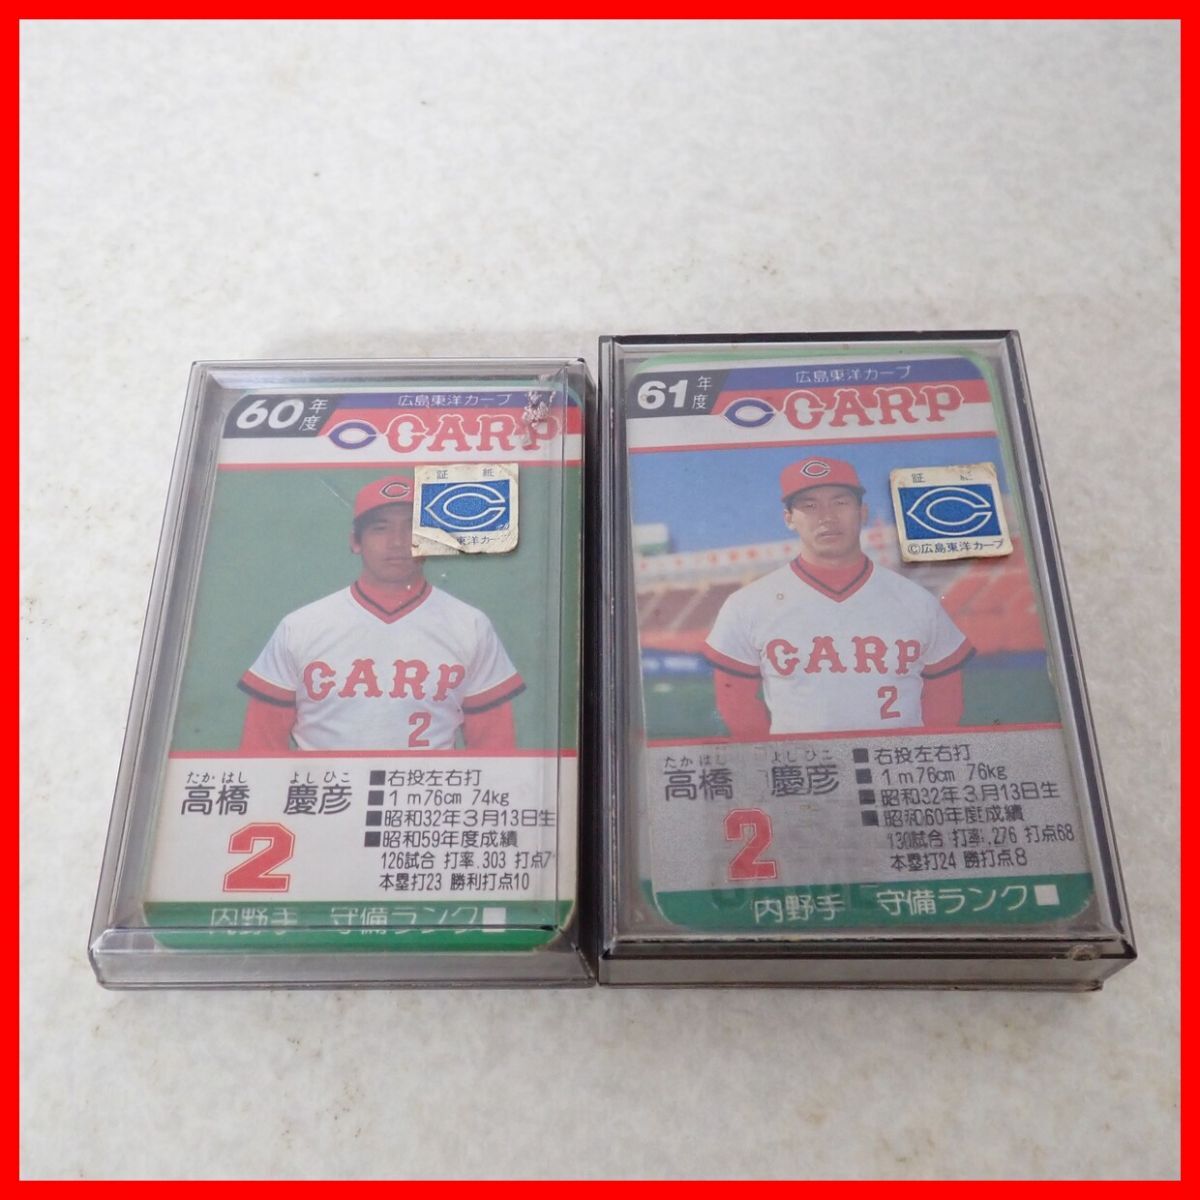 60年度
広島東洋カープ
C CARP
証 紙
C
洋カー
CARP
2
たかはし よしひこ
高橋 慶彦
2
■右投左右打
■1m76cm 74kg
■昭和32年3月13日生
■昭和59年度成績
126試合 打率.303 打点7
本塁打23 勝利打点10
内野手 守備ランク■
61年度
広島東洋カープ
C CARP
証 紙
C
©広島東洋カープ
CARP
2
たかはし よしひこ
高橋 慶彦
2
■右投左右打
■1m76cm 76kg
■昭和32年3月13日生
■昭和60年度成績
130試合 打率.276 打点68
本塁打24 勝打点8
内野手 守備ランク■